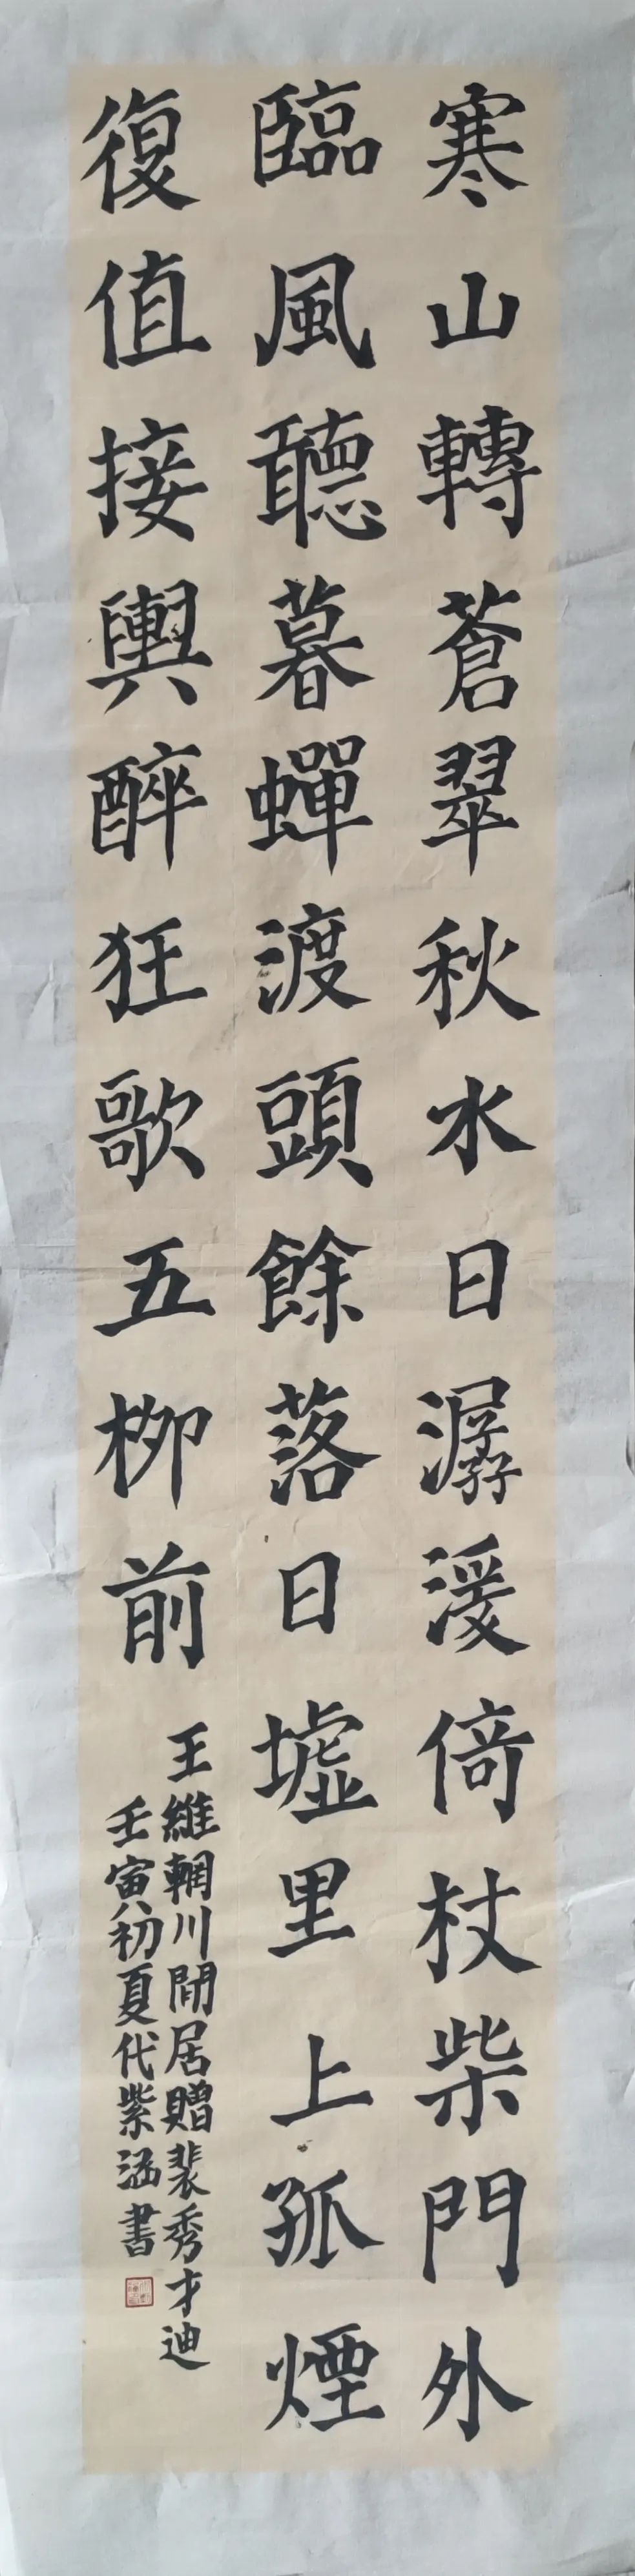 寒山轉蒼翠秋水日潺湲倚杖柴門外
臨風聽暮蟬渡頭餘落日墟里上孤煙
復值接輿醉狂歌五柳前
王維輞川閒居贈裴秀才迪
壬寅初夏代紫涵書